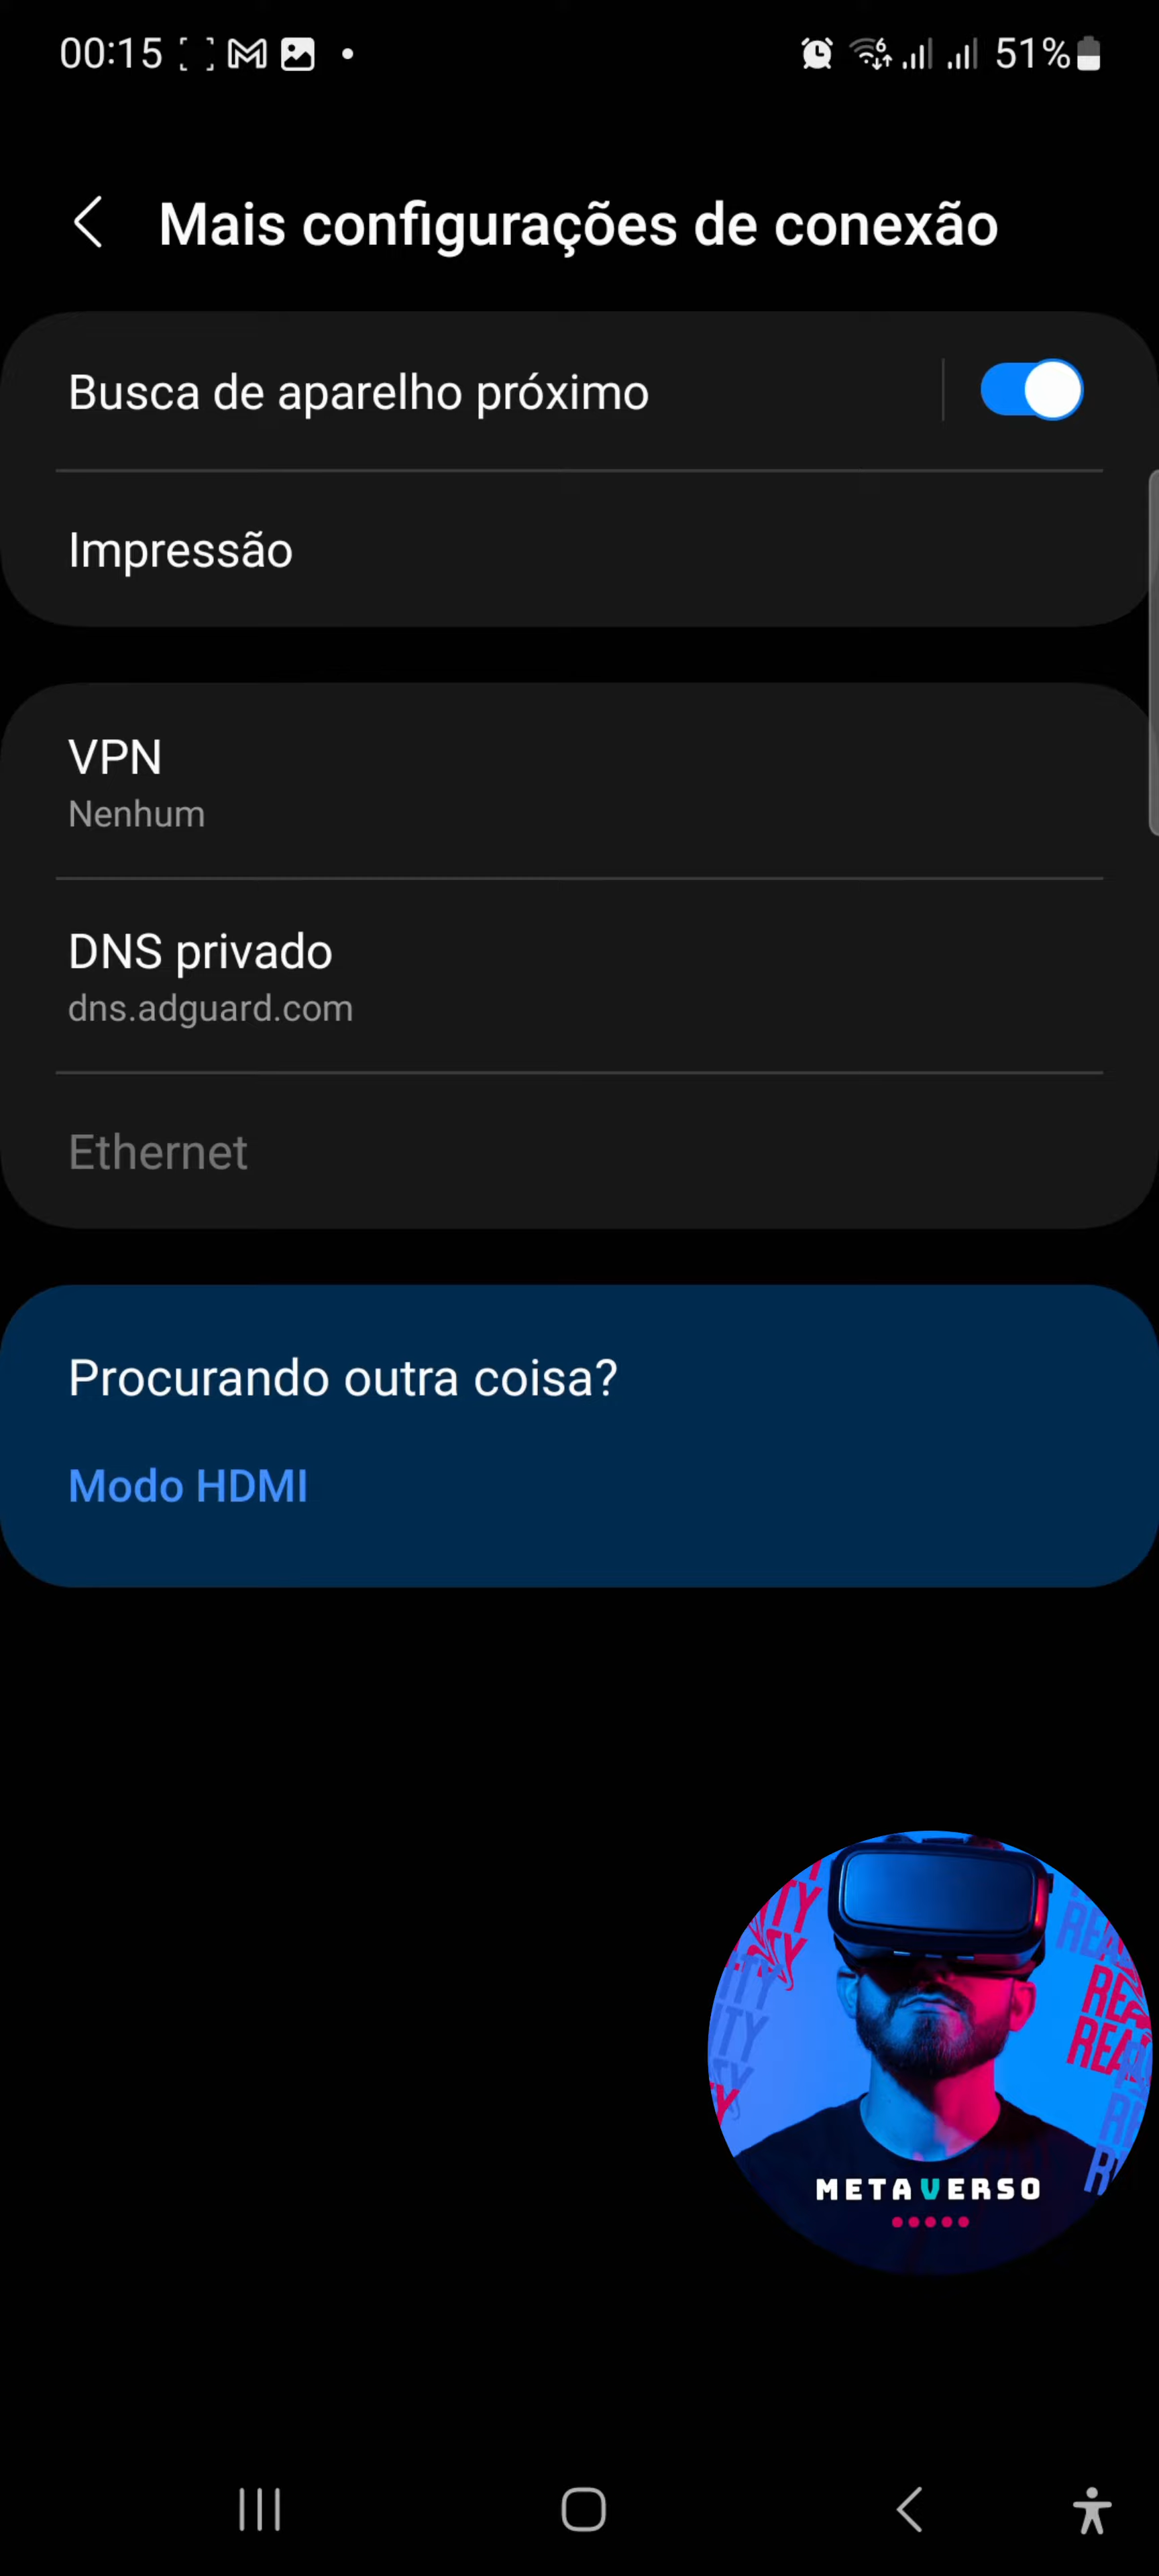 00:15
6
51%
Mais configurações de conexão
Busca de aparelho próximo
Impressão
VPN
Nenhum
DNS privado
dns.adguard.com
Ethernet
Procurando outra coisa?
Modo HDMI
METAVERSO